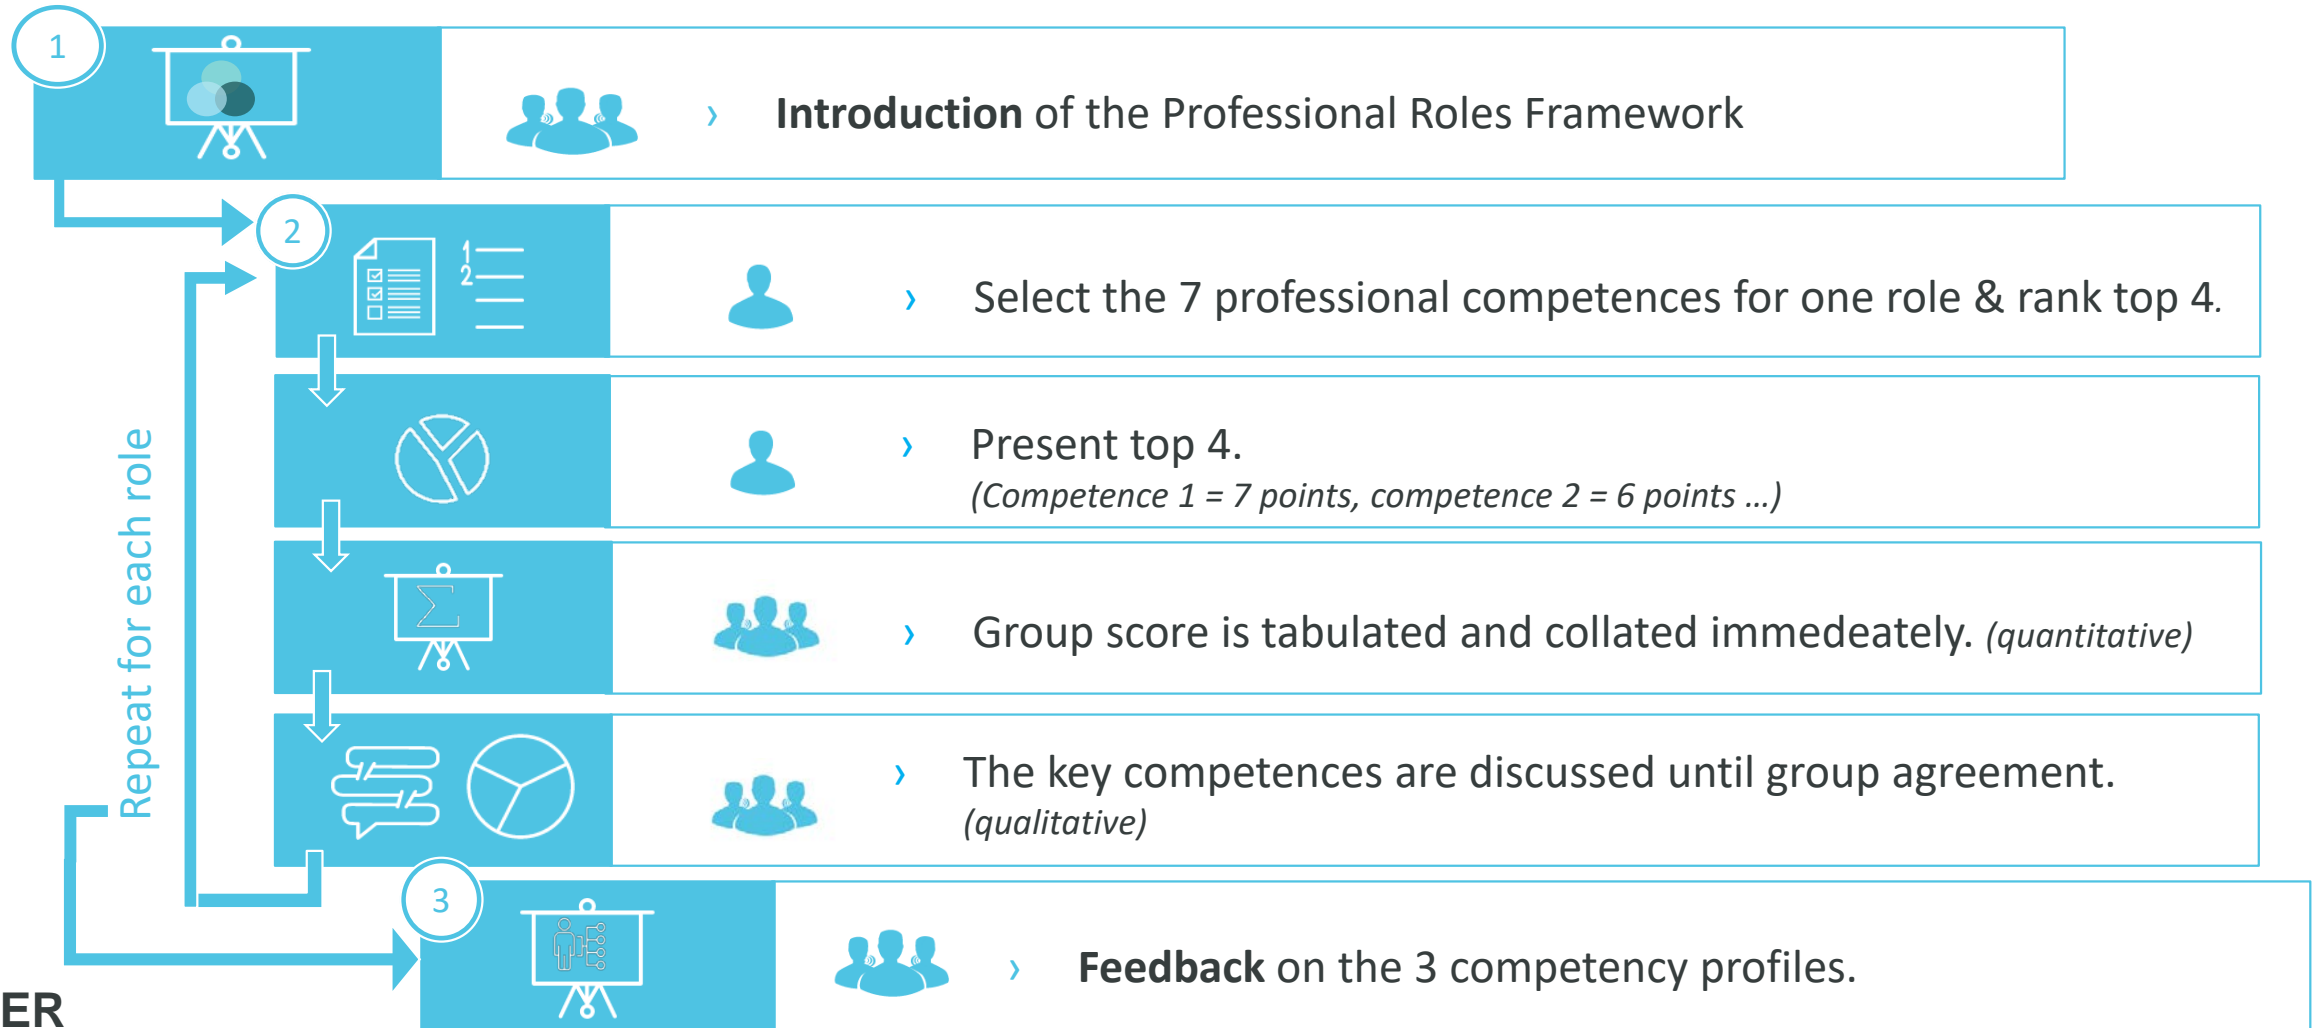 1
Introduction of the Professional Roles Framework
2
1
2
Select the 7 professional competences for one role & rank top 4.
Present top 4.
(Competence 1 = 7 points, competence 2 = 6 points ...)
Repeat for each role
Σ
Group score is tabulated and collated immedeately. (quantitative)
The key competences are discussed until group agreement.
(qualitative)
3
Feedback on the 3 competency profiles.
ER